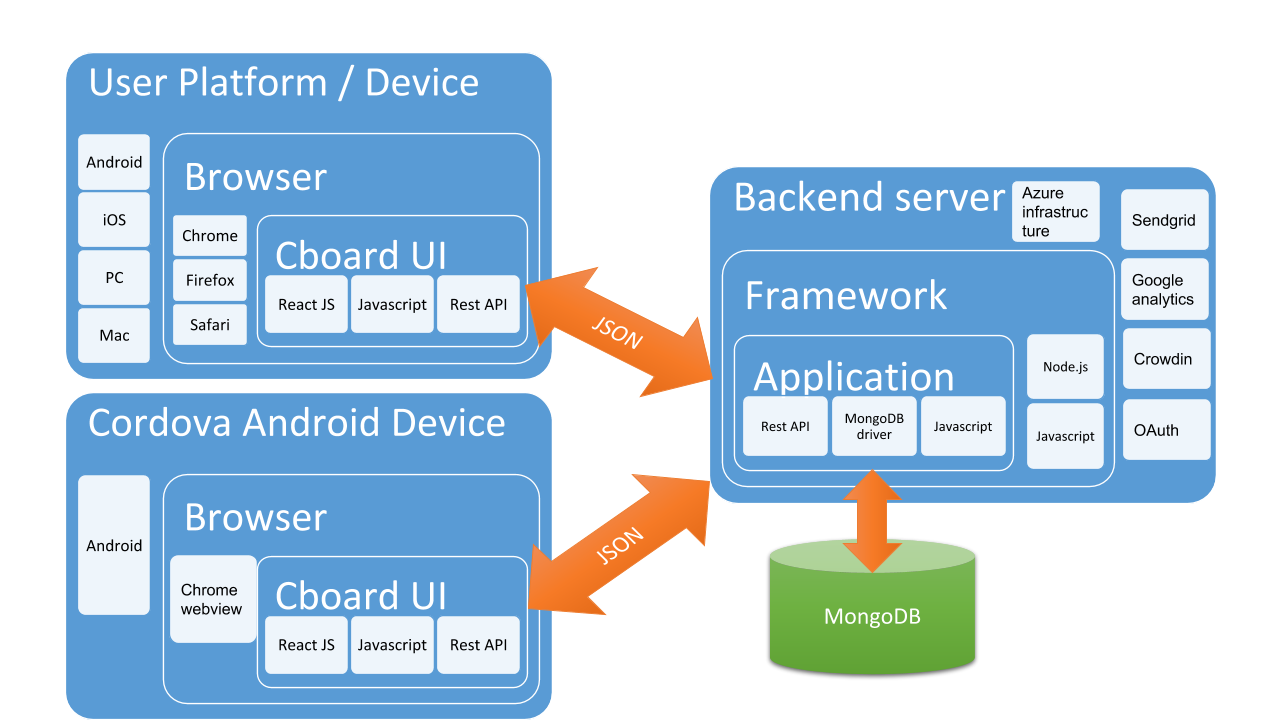 User Platform / Device
Android
iOS
PC
Mac
Browser
Chrome
Firefox
Safari
Cboard UI
React JS
Javascript
Rest API
JSON
Cordova Android Device
Android
Browser
Chrome
webview
Cboard UI
React JS
Javascript
Rest API
JSON
Backend server
Azure
infrastruc
ture
Sendgrid
Google
analytics
Crowdin
OAuth
Framework
Node.js
Javascript
Application
Rest API
MongoDB
driver
Javascript
MongoDB